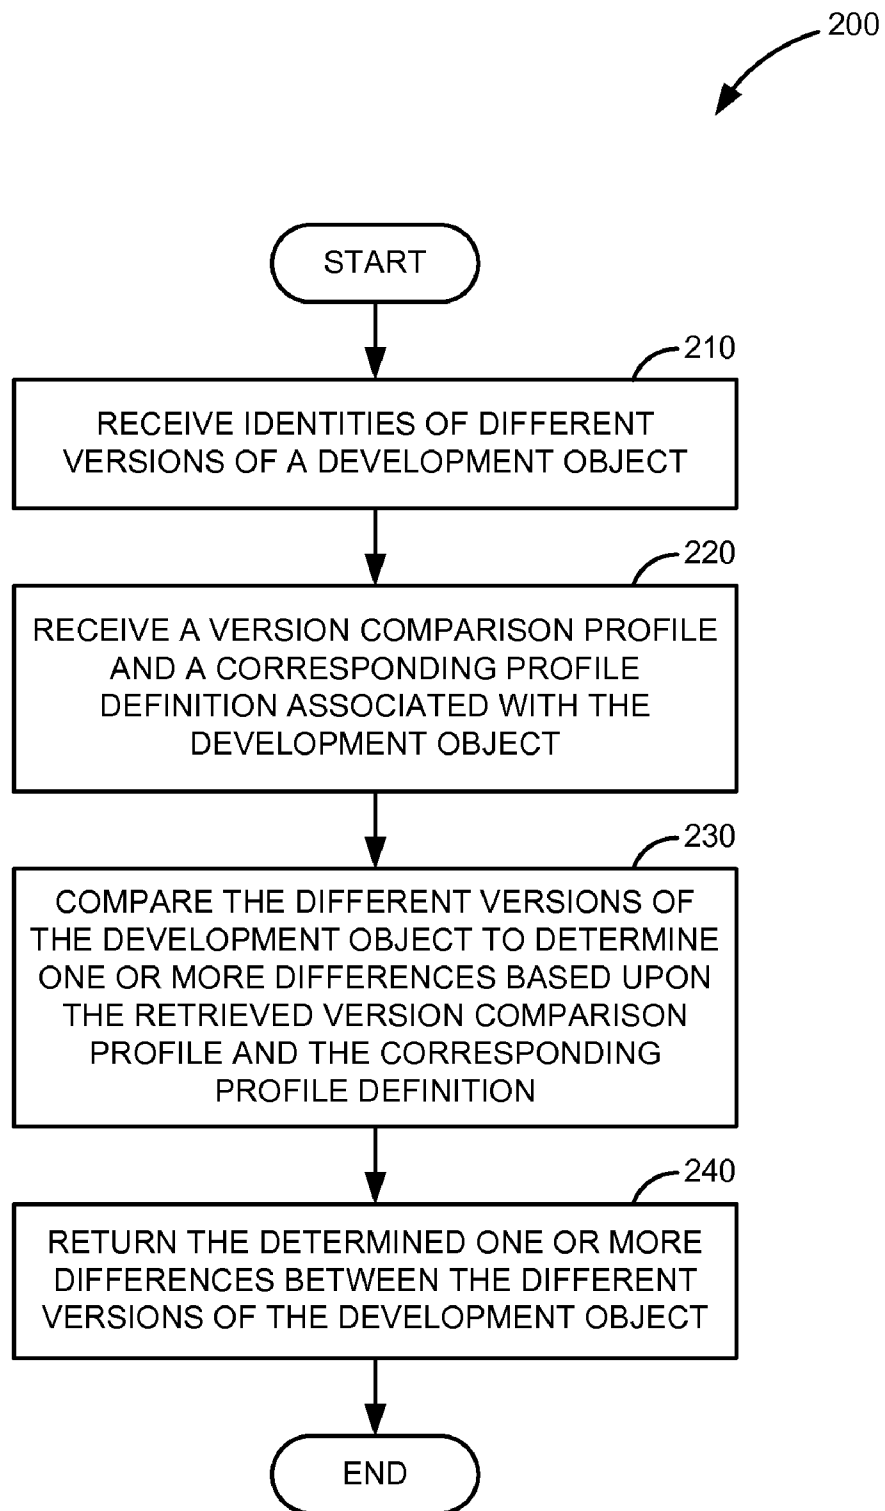 200
START
210
RECEIVE IDENTITIES OF DIFFERENT
VERSIONS OF A DEVELOPMENT OBJECT
220
RECEIVE A VERSION COMPARISON PROFILE
AND A CORRESPONDING PROFILE
DEFINITION ASSOCIATED WITH THE
DEVELOPMENT OBJECT
230
COMPARE THE DIFFERENT VERSIONS OF
THE DEVELOPMENT OBJECT TO DETERMINE
ONE OR MORE DIFFERENCES BASED UPON
THE RETRIEVED VERSION COMPARISON
PROFILE AND THE CORRESPONDING
PROFILE DEFINITION
240
RETURN THE DETERMINED ONE OR MORE
DIFFERENCES BETWEEN THE DIFFERENT
VERSIONS OF THE DEVELOPMENT OBJECT
END